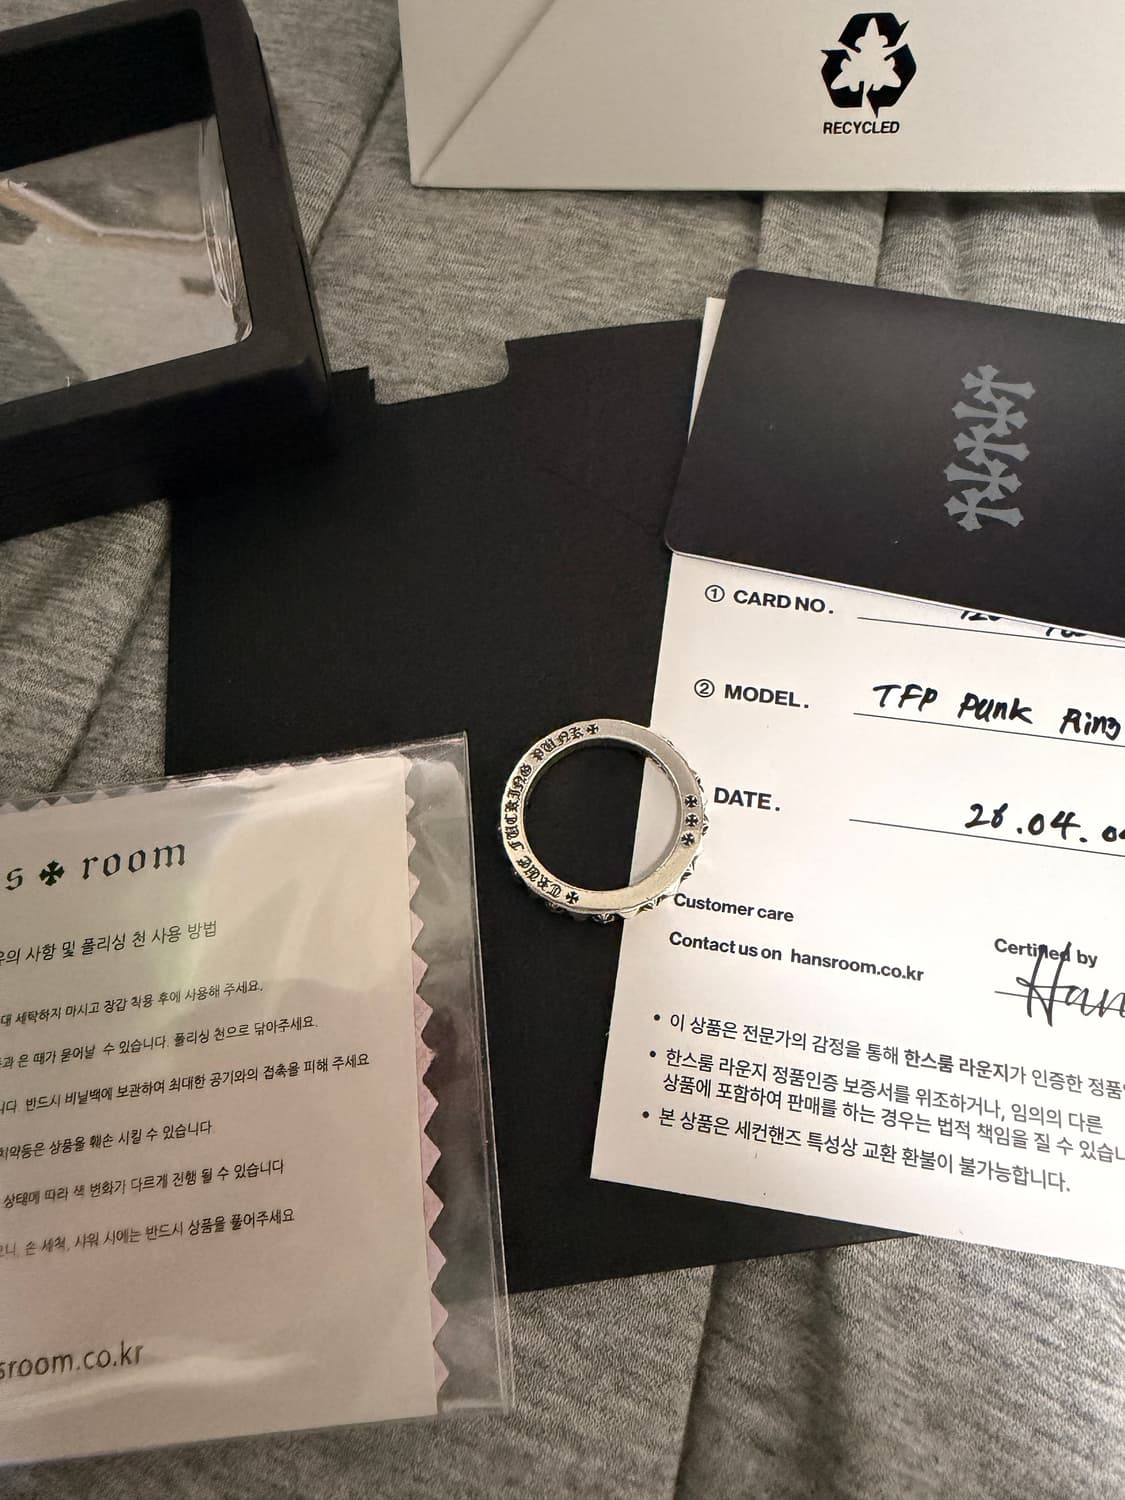 RECYCLED
① CARD NO.
② MODEL. TFP Punk Ring
DATE. 26.04.04
Customer care
Contact us on hansroom.co.kr
Certified by
Han
• 이 상품은 전문가의 감정을 통해 한스룸 라운지가 인증한
• 한스룸 라운지 정품인증 보증서를 위조하거나, 임의의 다른
상품에 포함하여 판매를 하는 경우는 법적 책임을 질 수
• 본 상품은 세컨핸즈 특성상 교환 환불이 불가능합니다.
TRUE FUCKING PUNK
s room
사항 및 폴리싱 천 사용 방법
세탁하지 마시고 장갑 착용 후에 사용해 주세요.
은 때가 묻어날 수 있습니다. 폴리싱 천으로 닦아주세요.
반드시 비닐백에 보관하여 최대한 공기와의 접촉을 피해 주세요
상품을 훼손 시킬 수 있습니다.
상태에 따라 색 변화가 다르게 진행 될 수 있습니다
손 세척, 샤워 시에는 반드시 상품을 풀어주세요
sroom.co.kr